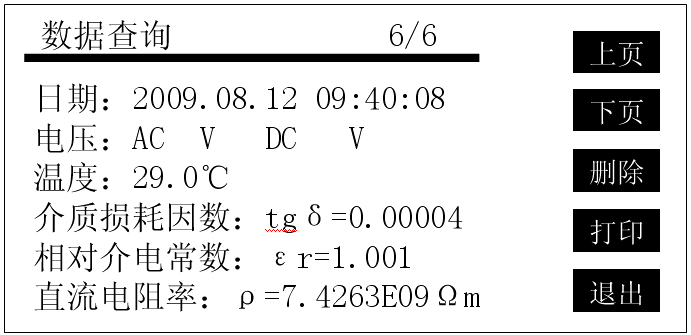 数据查询 6/6
日期：2009.08.12 09:40:08
电压：AC V DC V
温度：29.0℃
介质损耗因数：tgδ=0.00004
相对介电常数：εr=1.001
直流电阻率：ρ=7.4263E09Ωm
上页
下页
删除
打印
退出